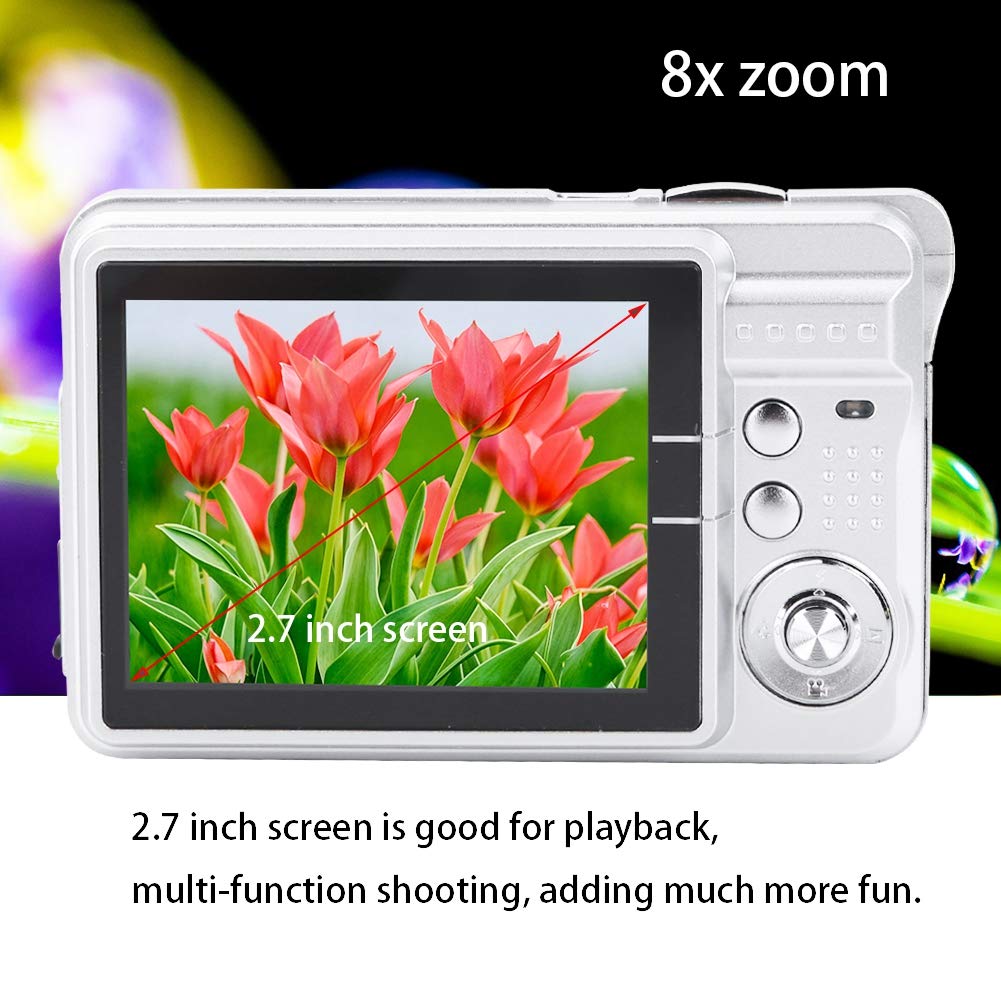 8x zoom
2.7 inch screen
2.7 inch screen is good for playback,
multi-function shooting, adding much more fun.